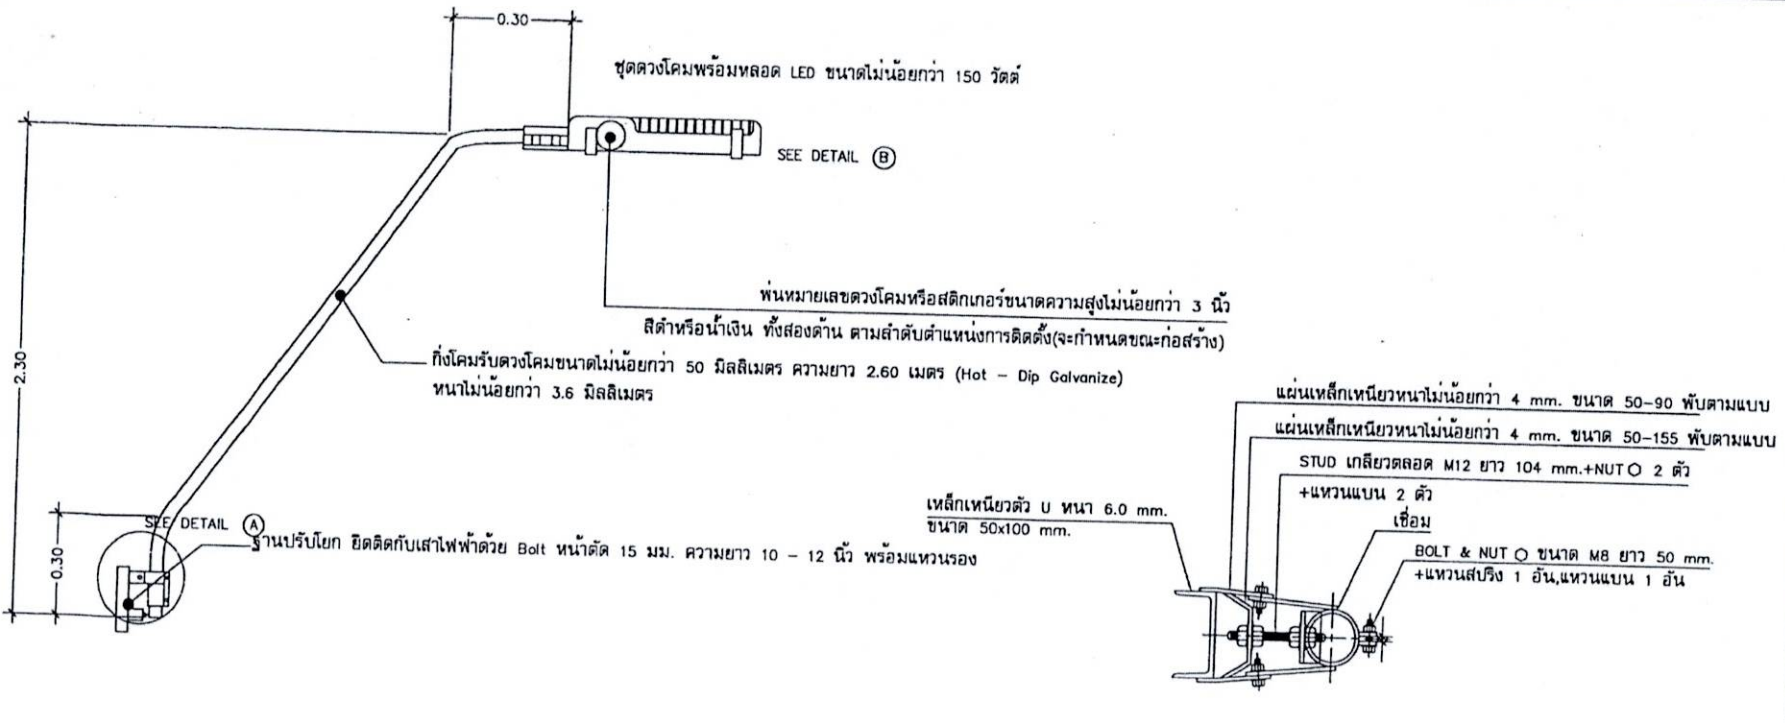 0.30
ชุดดวงโคมพร้อมหลอด LED ขนาดไม่น้อยกว่า 150 วัตต์
SEE DETAIL B
2.30
พ่นหมายเลขดวงโคมหรือสติกเกอร์ขนาดความสูงไม่น้อยกว่า 3 นิ้ว
สีดำหรือน้ำเงิน ทั้งสองด้าน ตามลำดับตำแหน่งการติดตั้ง(จะกำหนดขณะก่อสร้าง)
กิ่งโคมรับดวงโคมขนาดไม่น้อยกว่า 50 มิลลิเมตร ความยาว 2.60 เมตร (Hot - Dip Galvanize)
หนาไม่น้อยกว่า 3.6 มิลลิเมตร
SEE DETAIL A
ฐานปรับโยก ยึดติดกับเสาไฟฟ้าด้วย Bolt หน้าตัด 15 มม. ความยาว 10 - 12 นิ้ว พร้อมแหวนรอง
0.30
แผ่นเหล็กเหนียวหนาไม่น้อยกว่า 4 mm. ขนาด 50-90 พับตามแบบ
แผ่นเหล็กเหนียวหนาไม่น้อยกว่า 4 mm. ขนาด 50-155 พับตามแบบ
STUD เกลียวตลอด M12 ยาว 104 mm.+NUT 2 ตัว
+แหวนแบน 2 ตัว
เหล็กเหนียวตัว U หนา 6.0 mm.
ขนาด 50x100 mm.
เชื่อม
BOLT & NUT ขนาด M8 ยาว 50 mm.
+แหวนสปริง 1 อัน,แหวนแบน 1 อัน